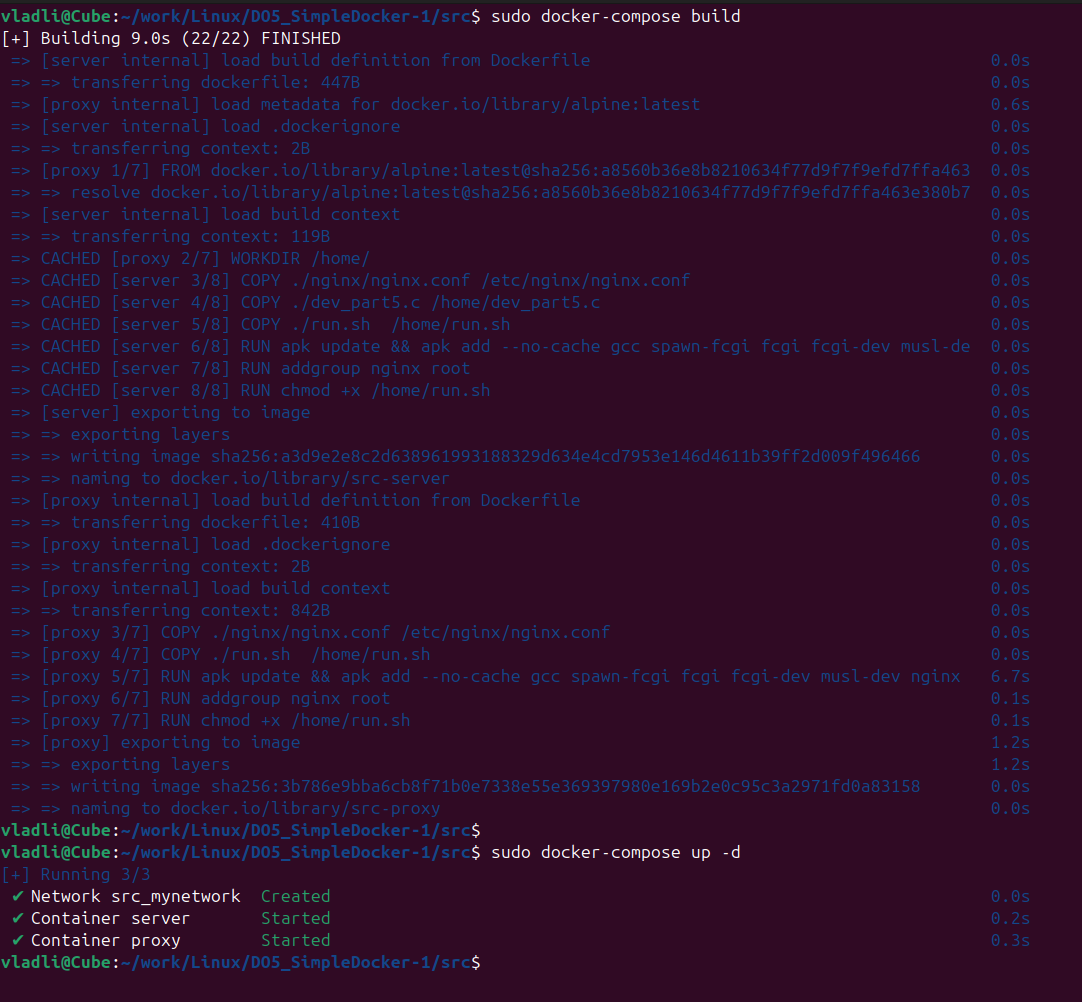 vladli@Cube:~/work/Linux/DO5_SimpleDocker-1/src$ sudo docker-compose build
[+] Building 9.0s (22/22) FINISHED
=> [server internal] load build definition from Dockerfile 0.0s
=> => transferring dockerfile: 447B 0.0s
=> [proxy internal] load metadata for docker.io/library/alpine:latest 0.6s
=> [server internal] load .dockerignore 0.0s
=> => transferring context: 2B 0.0s
=> [proxy 1/7] FROM docker.io/library/alpine:latest@sha256:a8560b36e8b8210634f77d9f7f9efd7ffa463 0.0s
=> => resolve docker.io/library/alpine:latest@sha256:a8560b36e8b8210634f77d9f7f9efd7ffa463e380b7 0.0s
=> [server internal] load build context 0.0s
=> => transferring context: 119B 0.0s
=> CACHED [proxy 2/7] WORKDIR /home/ 0.0s
=> CACHED [server 3/8] COPY ./nginx/nginx.conf /etc/nginx/nginx.conf 0.0s
=> CACHED [server 4/8] COPY ./dev_part5.c /home/dev_part5.c 0.0s
=> CACHED [server 5/8] COPY ./run.sh  /home/run.sh 0.0s
=> CACHED [server 6/8] RUN apk update && apk add --no-cache gcc spawn-fcgi fcgi fcgi-dev musl-de 0.0s
=> CACHED [server 7/8] RUN addgroup nginx root 0.0s
=> CACHED [server 8/8] RUN chmod +x /home/run.sh 0.0s
=> [server] exporting to image 0.0s
=> => exporting layers 0.0s
=> => writing image sha256:a3d9e2e8c2d638961993188329d634e4cd7953e146d4611b39ff2d009f496466 0.0s
=> => naming to docker.io/library/src-server 0.0s
=> [proxy internal] load build definition from Dockerfile 0.0s
=> => transferring dockerfile: 410B 0.0s
=> [proxy internal] load .dockerignore 0.0s
=> => transferring context: 2B 0.0s
=> [proxy internal] load build context 0.0s
=> => transferring context: 842B 0.0s
=> [proxy 3/7] COPY ./nginx/nginx.conf /etc/nginx/nginx.conf 0.0s
=> [proxy 4/7] COPY ./run.sh  /home/run.sh 0.0s
=> [proxy 5/7] RUN apk update && apk add --no-cache gcc spawn-fcgi fcgi fcgi-dev musl-dev nginx 6.7s
=> [proxy 6/7] RUN addgroup nginx root 0.1s
=> [proxy 7/7] RUN chmod +x /home/run.sh 0.1s
=> [proxy] exporting to image 1.2s
=> => exporting layers 1.2s
=> => writing image sha256:3b786e9bba6cb8f71b0e7338e55e369397980e169b2e0c95c3a2971fd0a83158 0.0s
=> => naming to docker.io/library/src-proxy 0.0s
vladli@Cube:~/work/Linux/DO5_SimpleDocker-1/src$
vladli@Cube:~/work/Linux/DO5_SimpleDocker-1/src$ sudo docker-compose up -d
[+] Running 3/3
✔ Network src_mynetwork  Created 0.0s
✔ Container server  Started 0.2s
✔ Container proxy  Started 0.3s
vladli@Cube:~/work/Linux/DO5_SimpleDocker-1/src$